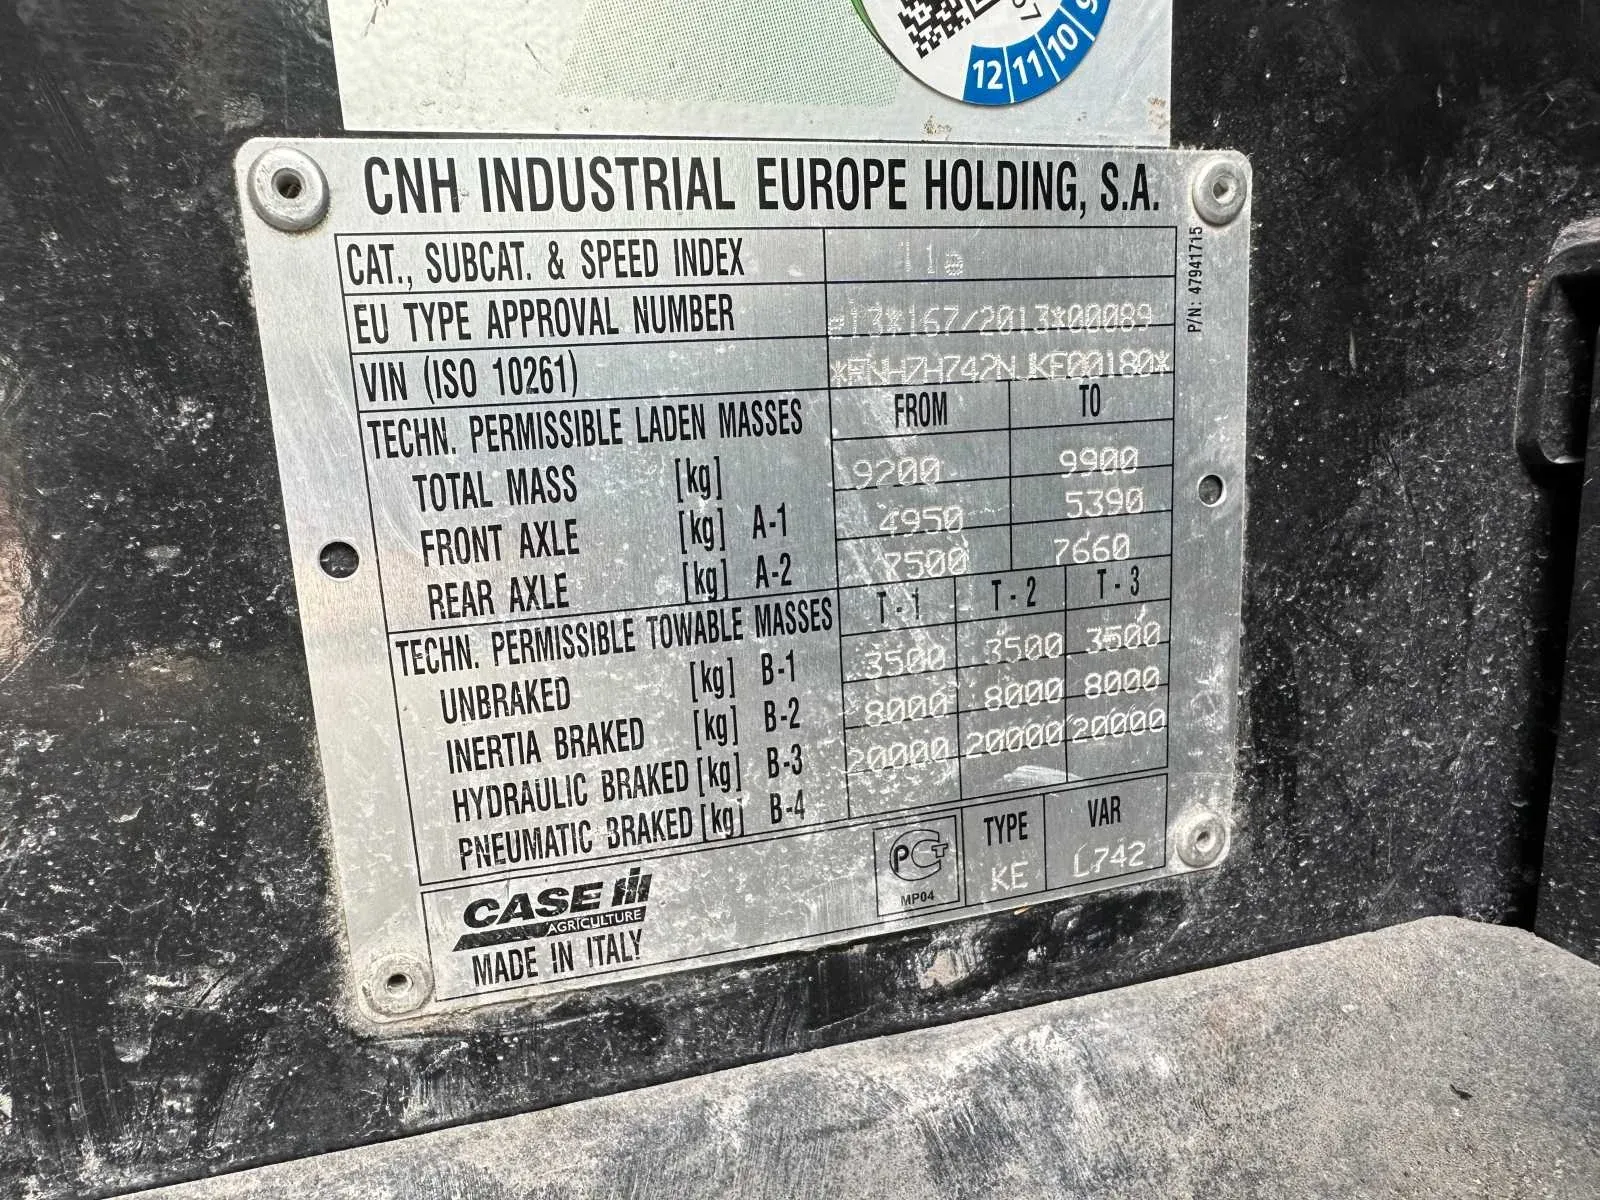 12 11 10 9
CNH INDUSTRIAL EUROPE HOLDING, S.A.
P/N: 47941715
CAT., SUBCAT. & SPEED INDEX
EU TYPE APPROVAL NUMBER e13*167/2013*00089
VIN (ISO 10261)
TECHN. PERMISSIBLE LADEN MASSES FROM TO
TOTAL MASS [kg] 9200 9900
FRONT AXLE [kg] A-1 4950 5390
REAR AXLE [kg] A-2 7500 7660
TECHN. PERMISSIBLE TOWABLE MASSES T-1 T-2 T-3
UNBRAKED [kg] B-1 3500 3500 3500
INERTIA BRAKED [kg] B-2 8000 8000 8000
HYDRAULIC BRAKED [kg] B-3 20000 20000 20000
PNEUMATIC BRAKED [kg] B-4
CASE IH
AGRICULTURE
MADE IN ITALY
MP04
TYPE VAR
KE L742